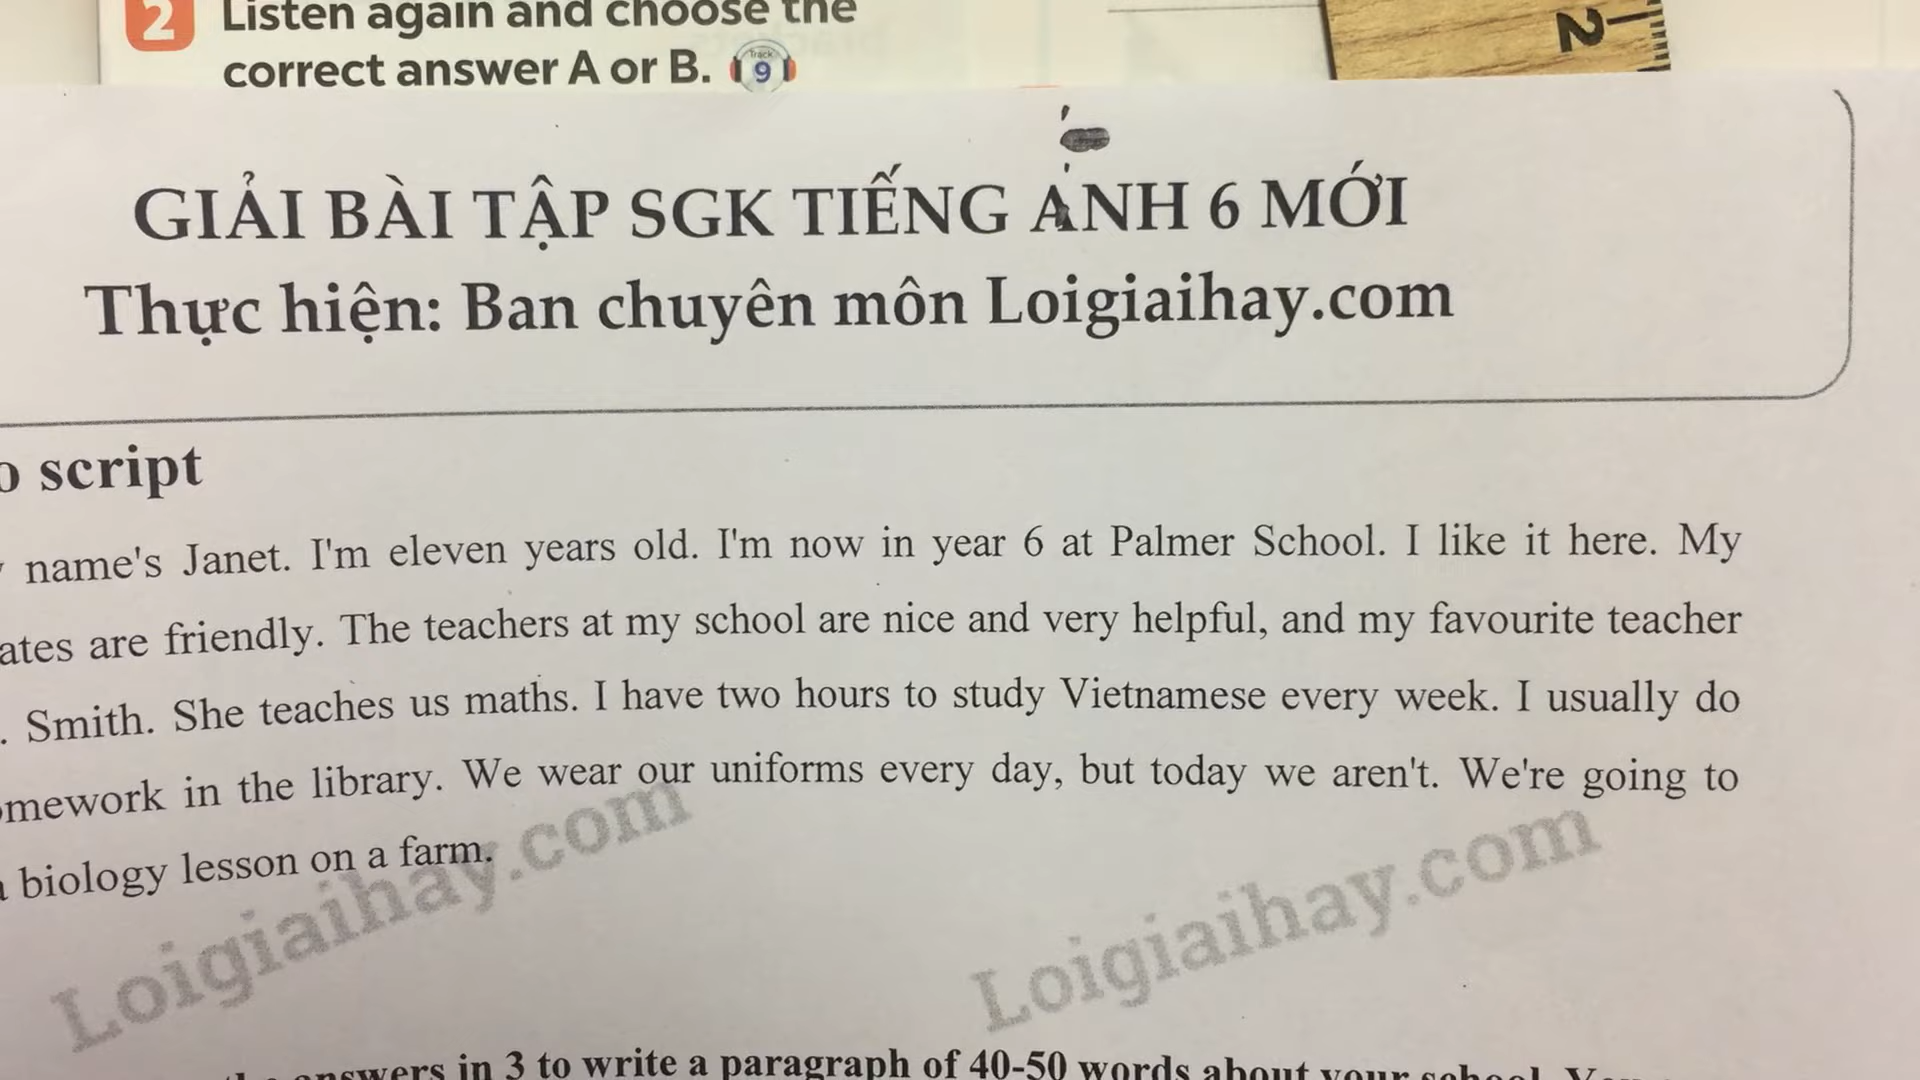 2 Listen again and choose the
correct answer A or B. Track 9
2
GIẢI BÀI TẬP SGK TIẾNG ANH 6 MỚI
Thực hiện: Ban chuyên môn Loigiaihay.com
script
name's Janet. I'm eleven years old. I'm now in year 6 at Palmer School. I like it here. My
ates are friendly. The teachers at my school are nice and very helpful, and my favourite teacher
. Smith. She teaches us maths. I have two hours to study Vietnamese every week. I usually do
omework in the library. We wear our uniforms every day, but today we aren't. We're going to
a biology lesson on a farm.
Loigiaihay.com
Loigiaihay.com
answers in 3 to write a paragraph of 40-50 words about your school.